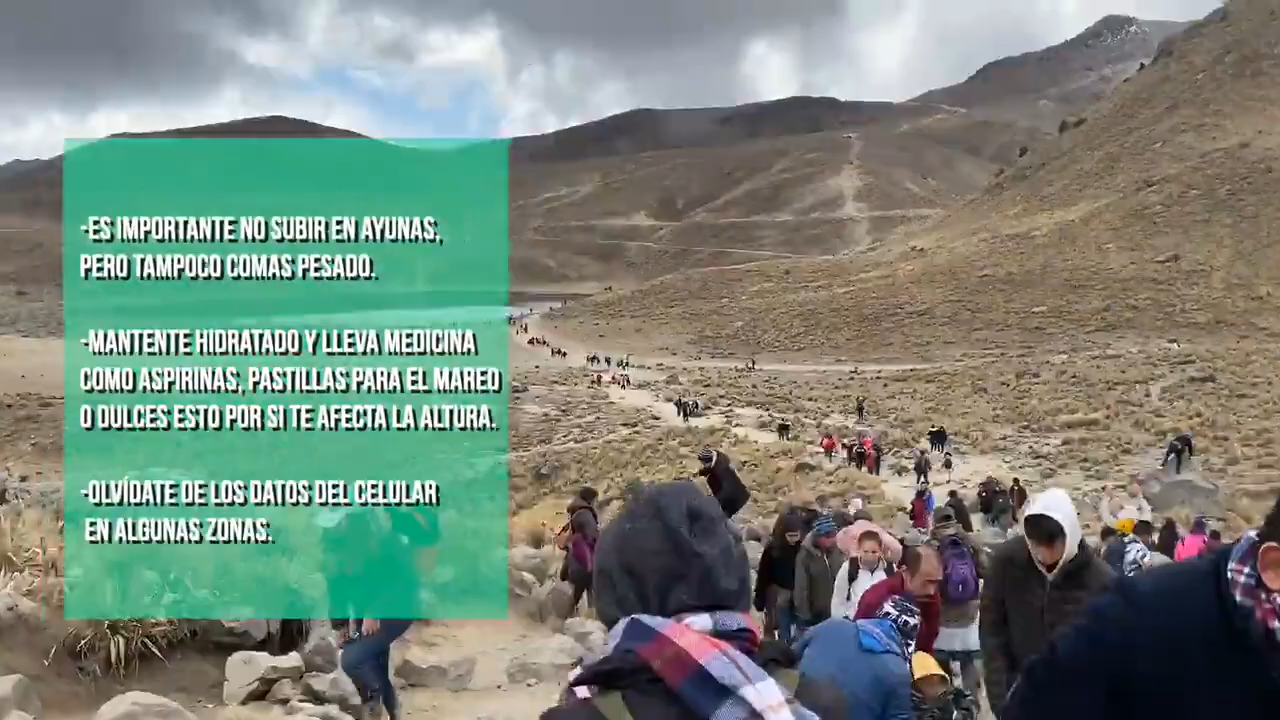 -ES IMPORTANTE NO SUBIR EN AYUNAS,
PERO TAMPOCO COMAS PESADO.
-MANTENTE HIDRATADO Y LLEVA MEDICINA
COMO ASPIRINAS, PASTILLAS PARA EL MAREO
O DULCES ESTO POR SI TE AFECTA LA ALTURA.
-OLVÍDATE DE LOS DATOS DEL CELULAR
EN ALGUNAS ZONAS.